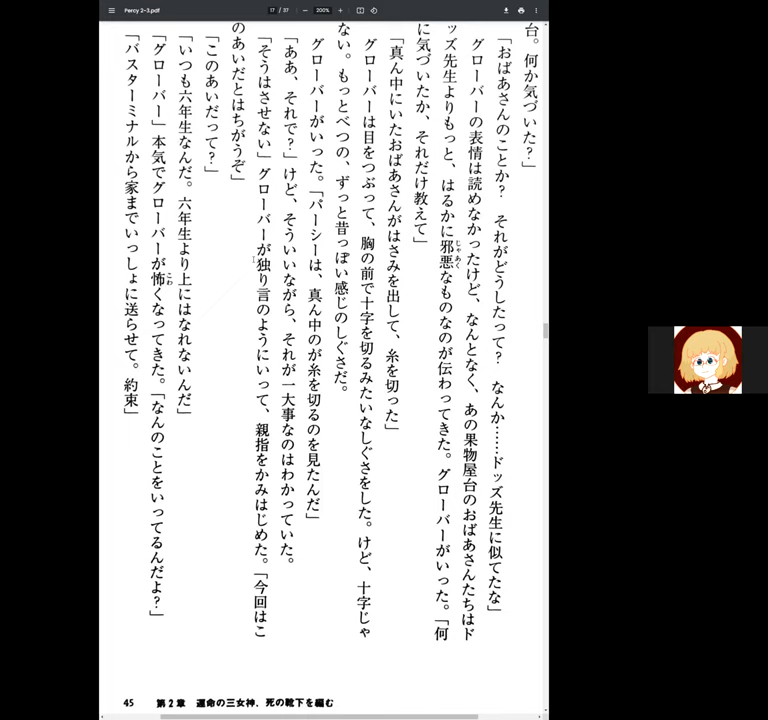 Percy 2-3.pdf
17 / 37
200%
台。何か気づいた？」
「おばあさんのことか？　それがどうしたって？　なんか……ドッズ先生に似てたな」
グローバーの表情は読めなかったけど、なんとなく、あの果物屋台のおばあさんたちはド
ッズ先生よりもっと、はるかに邪悪なものなのが伝わってきた。グローバーがいった。「何
じゃあく
に気づいたか、それだけ教えて」
「真ん中にいたおばあさんがはさみを出して、糸を切った」
グローバーは目をつぶって、胸の前で十字を切るみたいなしぐさをした。けど、十字じゃ
ない。もっとべつの、ずっと昔っぽい感じのしぐさだ。
グローバーがいった。「パーシーは、真ん中のが糸を切るのを見たんだ」
「ああ、それで？」けど、そういいながら、それが一大事なのはわかっていた。
「そうはさせない」グローバーが独り言のようにいって、親指をかみはじめた。「今回はこ
のあいだとはちがうぞ」
「このあいだって？」
「いつも六年生なんだ。六年生より上にはなれないんだ」
「グローバー」本気でグローバーが怖くなってきた。「なんのことをいってるんだよ？」
こわ
「バスターミナルから家までいっしょに送らせて。約束」
45 第2章 運命の三女神、死の靴下を編む